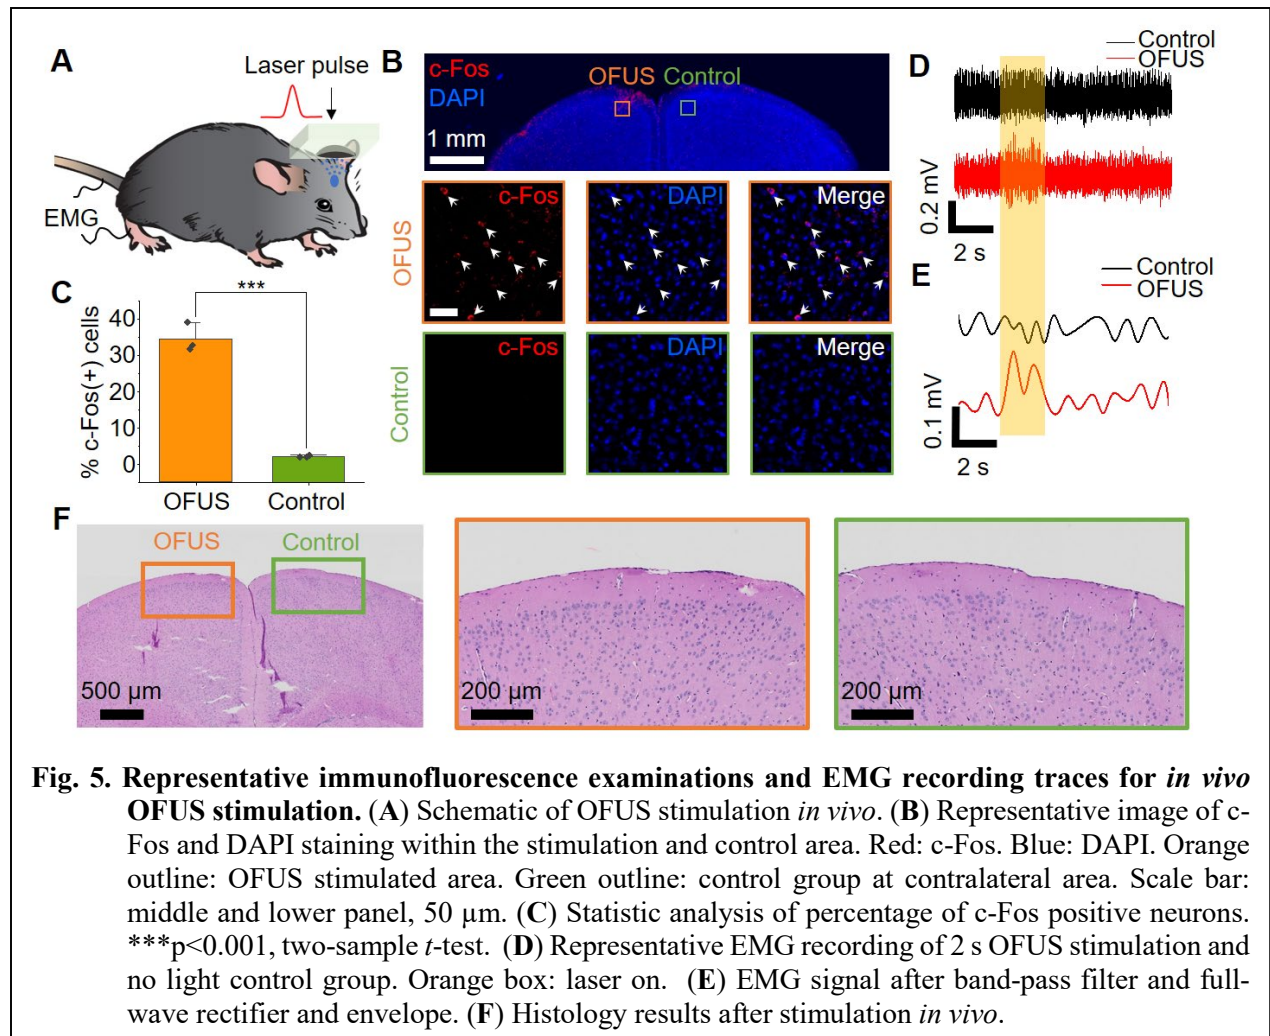 A
Laser pulse
EMG
B
c-Fos
DAPI
OFUS Control
1 mm
OFUS
c-Fos
DAPI
Merge
Control
c-Fos
DAPI
Merge
C
***
% c-Fos(+) cells
40
30
20
10
0
OFUS Control
D
Control
OFUS
0.2 mV
2 s
E
Control
OFUS
0.1 mV
2 s
F
OFUS
Control
500 µm
200 µm
200 µm
Fig. 5. Representative immunofluorescence examinations and EMG recording traces for in vivo
OFUS stimulation. (A) Schematic of OFUS stimulation in vivo. (B) Representative image of c-
Fos and DAPI staining within the stimulation and control area. Red: c-Fos. Blue: DAPI. Orange
outline: OFUS stimulated area. Green outline: control group at contralateral area. Scale bar:
middle and lower panel, 50 µm. (C) Statistic analysis of percentage of c-Fos positive neurons.
***p<0.001, two-sample t-test. (D) Representative EMG recording of 2 s OFUS stimulation and
no light control group. Orange box: laser on. (E) EMG signal after band-pass filter and full-
wave rectifier and envelope. (F) Histology results after stimulation in vivo.